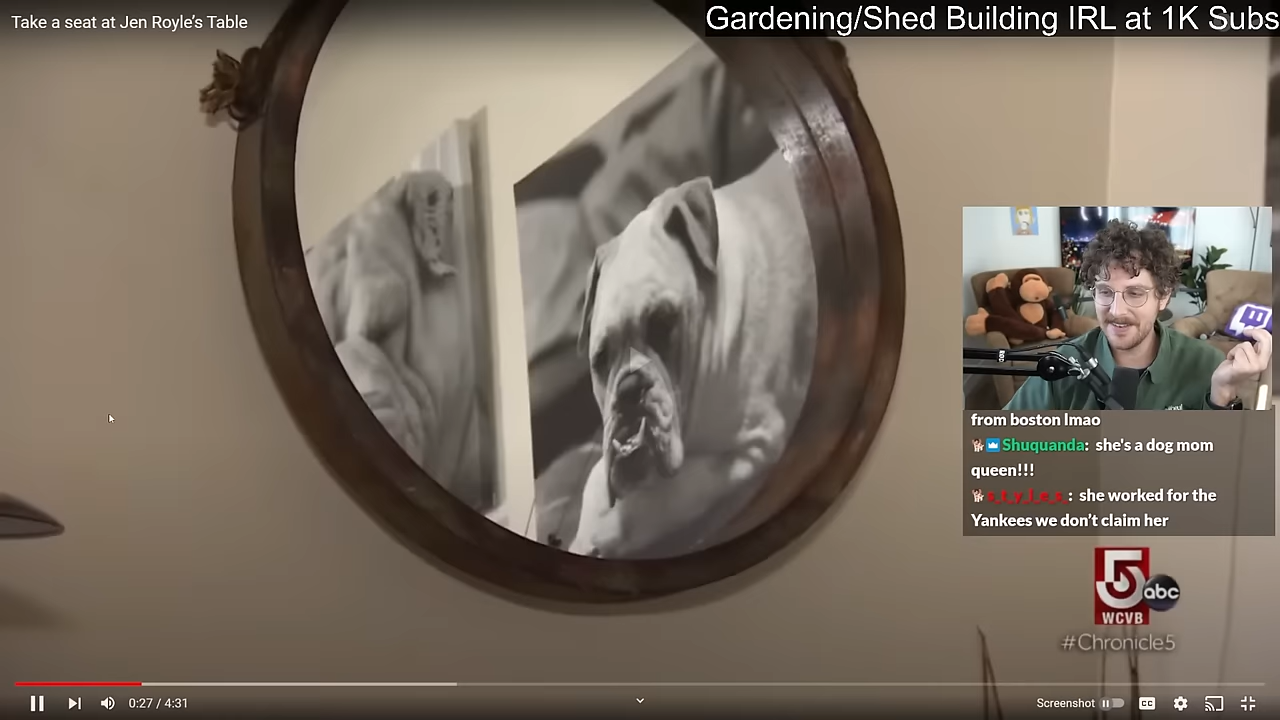 Take a seat at Jen Royle's Table
Gardening/Shed Building IRL at 1K Subs
from boston lmao
Shuquanda: she's a dog mom
queen!!!
s_t_y_l_e_s_: she worked for the
Yankees we don't claim her
5
abc
WCVB
#Chronicle5
0:27 / 4:31
Screenshot
CC